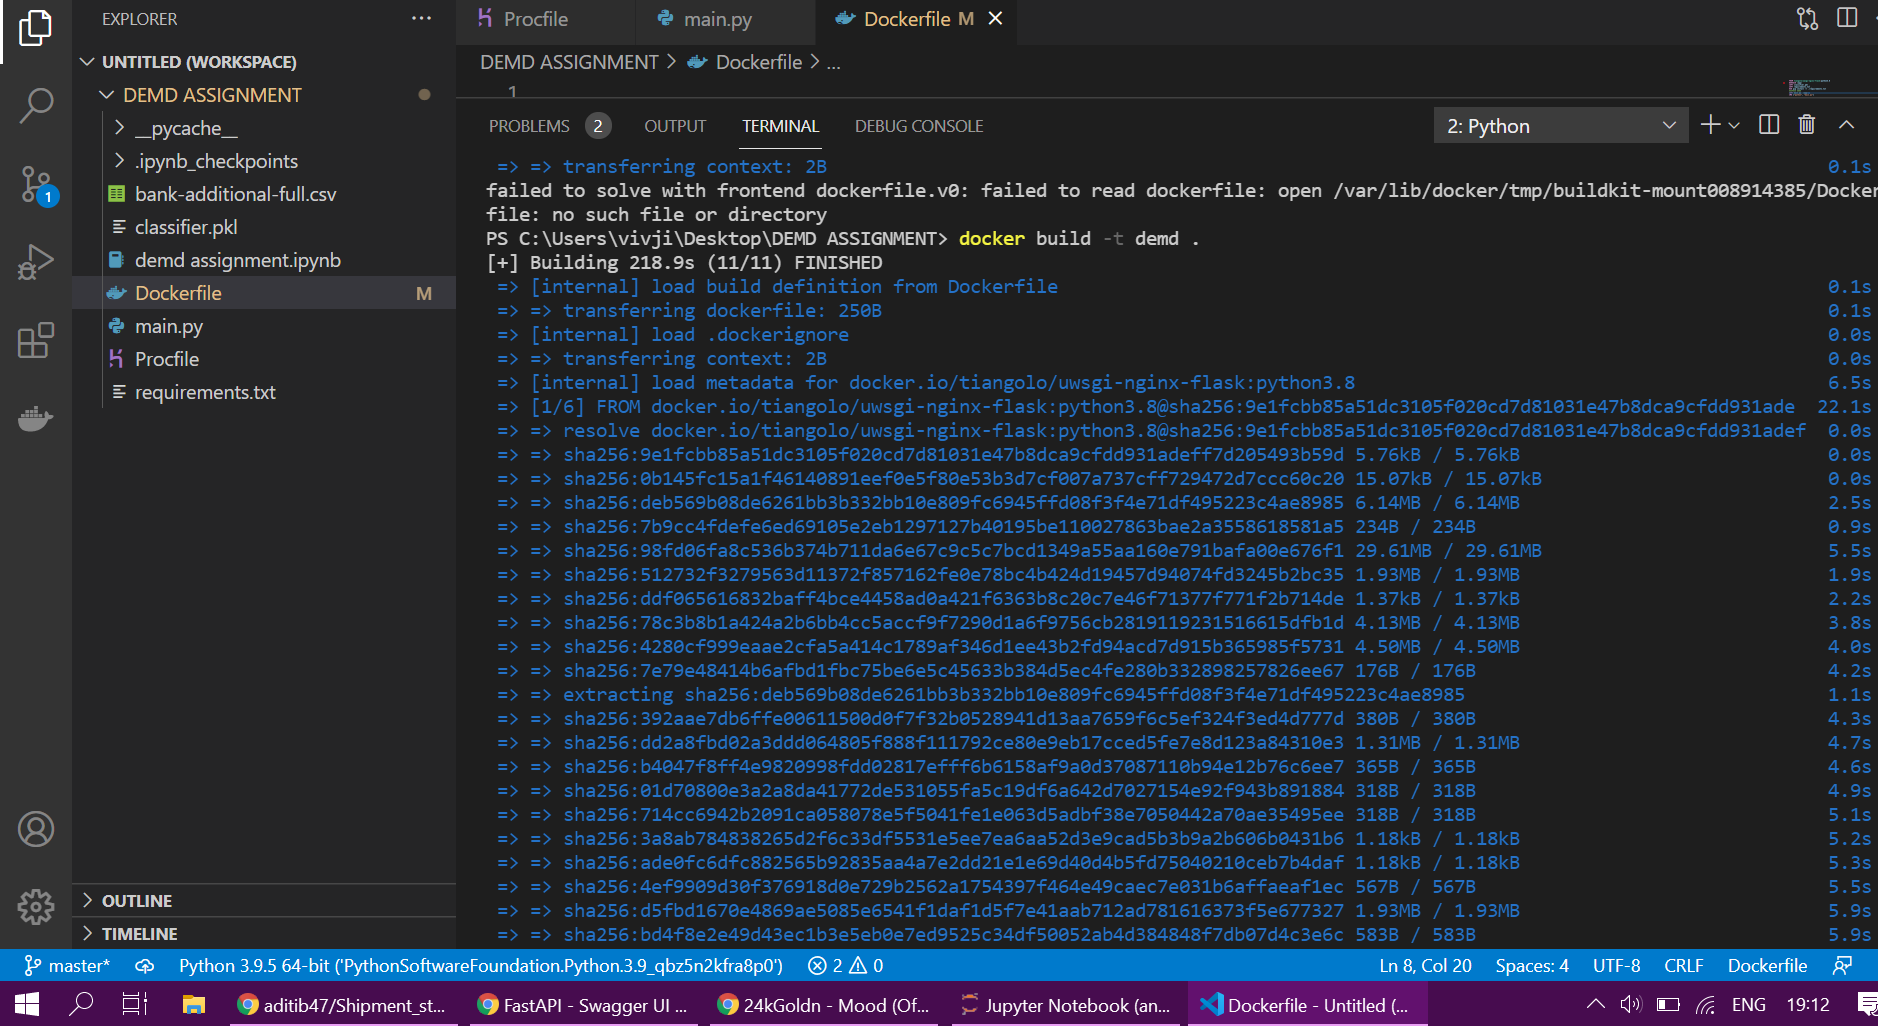 EXPLORER
UNTITLED (WORKSPACE)
DEMD ASSIGNMENT
__pycache__
.ipynb_checkpoints
bank-additional-full.csv
classifier.pkl
demd assignment.ipynb
Dockerfile M
main.py
Procfile
requirements.txt
OUTLINE
TIMELINE
1
Procfile main.py Dockerfile M
DEMD ASSIGNMENT > Dockerfile > ...
1
PROBLEMS 2 OUTPUT TERMINAL DEBUG CONSOLE 2: Python
=> => transferring context: 2B 0.1s
failed to solve with frontend dockerfile.v0: failed to read dockerfile: open /var/lib/docker/tmp/buildkit-mount008914385/Docker
file: no such file or directory
PS C:\Users\vivji\Desktop\DEMD ASSIGNMENT> docker build -t demd .
[+] Building 218.9s (11/11) FINISHED
=> [internal] load build definition from Dockerfile 0.1s
=> => transferring dockerfile: 250B 0.1s
=> [internal] load .dockerignore 0.0s
=> => transferring context: 2B 0.0s
=> [internal] load metadata for docker.io/tiangolo/uwsgi-nginx-flask:python3.8 6.5s
=> [1/6] FROM docker.io/tiangolo/uwsgi-nginx-flask:python3.8@sha256:9e1fcbb85a51dc3105f020cd7d81031e47b8dca9cfdd931ade 22.1s
=> => resolve docker.io/tiangolo/uwsgi-nginx-flask:python3.8@sha256:9e1fcbb85a51dc3105f020cd7d81031e47b8dca9cfdd931adef 0.0s
=> => sha256:9e1fcbb85a51dc3105f020cd7d81031e47b8dca9cfdd931adeff7d205493b59d 5.76kB / 5.76kB 0.0s
=> => sha256:0b145fc15a1f46140891eef0e5f80e53b3d7cf007a737cff729472d7ccc60c20 15.07kB / 15.07kB 0.0s
=> => sha256:deb569b08de6261bb3b332bb10e809fc6945ffd08f3f4e71df495223c4ae8985 6.14MB / 6.14MB 2.5s
=> => sha256:7b9cc4fdefe6ed69105e2eb1297127b40195be110027863bae2a3558618581a5 234B / 234B 0.9s
=> => sha256:98fd06fa8c536b374b711da6e67c9c5c7bcd1349a55aa160e791bafa00e676f1 29.61MB / 29.61MB 5.5s
=> => sha256:512732f3279563d11372f857162fe0e78bc4b424d19457d94074fd3245b2bc35 1.93MB / 1.93MB 1.9s
=> => sha256:ddf065616832baff4bce4458ad0a421f6363b8c20c7e46f71377f771f2b714de 1.37kB / 1.37kB 2.2s
=> => sha256:78c3b8b1a424a2b6bb4cc5accf9f7290d1a6f9756cb2819119231516615dfb1d 4.13MB / 4.13MB 3.8s
=> => sha256:4280cf999eaae2cfa5a414c1789af346d1ee43b2fd94acd7d915b365985f5731 4.50MB / 4.50MB 4.0s
=> => sha256:7e79e48414b6afbd1fbc75be6e5c45633b384d5ec4fe280b332898257826ee67 176B / 176B 4.2s
=> => extracting sha256:deb569b08de6261bb3b332bb10e809fc6945ffd08f3f4e71df495223c4ae8985 1.1s
=> => sha256:392aae7db6ffe00611500d0f7f32b0528941d13aa7659f6c5ef324f3ed4d777d 380B / 380B 4.3s
=> => sha256:dd2a8fbd02a3ddd064805f888f111792ce80e9eb17cced5fe7e8d123a84310e3 1.31MB / 1.31MB 4.7s
=> => sha256:b4047f8ff4e9820998fdd02817efff6b6158af9a0d37087110b94e12b76c6ee7 365B / 365B 4.6s
=> => sha256:01d70800e3a2a8da41772de531055fa5c19df6a642d7027154e92f943b891884 318B / 318B 4.9s
=> => sha256:714cc6942b2091ca058078e5f5041fe1e063d5adbf38e7050442a70ae35495ee 318B / 318B 5.1s
=> => sha256:3a8ab784838265d2f6c33df5531e5ee7ea6aa52d3e9cad5b3b9a2b606b0431b6 1.18kB / 1.18kB 5.2s
=> => sha256:ade0fc6dfc882565b92835aa4a7e2dd21e1e69d40d4b5fd75040210ceb7b4daf 1.18kB / 1.18kB 5.3s
=> => sha256:4ef9909d30f376918d0e729b2562a1754397f464e49caec7e031b6affaeaf1ec 567B / 567B 5.5s
=> => sha256:d5fbd1670e4869ae5085e6541f1daf1d5f7e41aab712ad781616373f5e677327 1.93MB / 1.93MB 5.9s
=> => sha256:bd4f8e2e49d43ec1b3e5eb0e7ed9525c34df50052ab4d384848f7db07d4c3e6c 583B / 583B 5.9s
master* Python 3.9.5 64-bit ('PythonSoftwareFoundation.Python.3.9_qbz5n2kfra8p0') 2 0 Ln 8, Col 20 Spaces: 4 UTF-8 CRLF Dockerfile
aditib47/Shipment_st... FastAPI - Swagger UI ... 24kGoldn - Mood (Of... Jupyter Notebook (an... Dockerfile - Untitled (... ENG 19:12